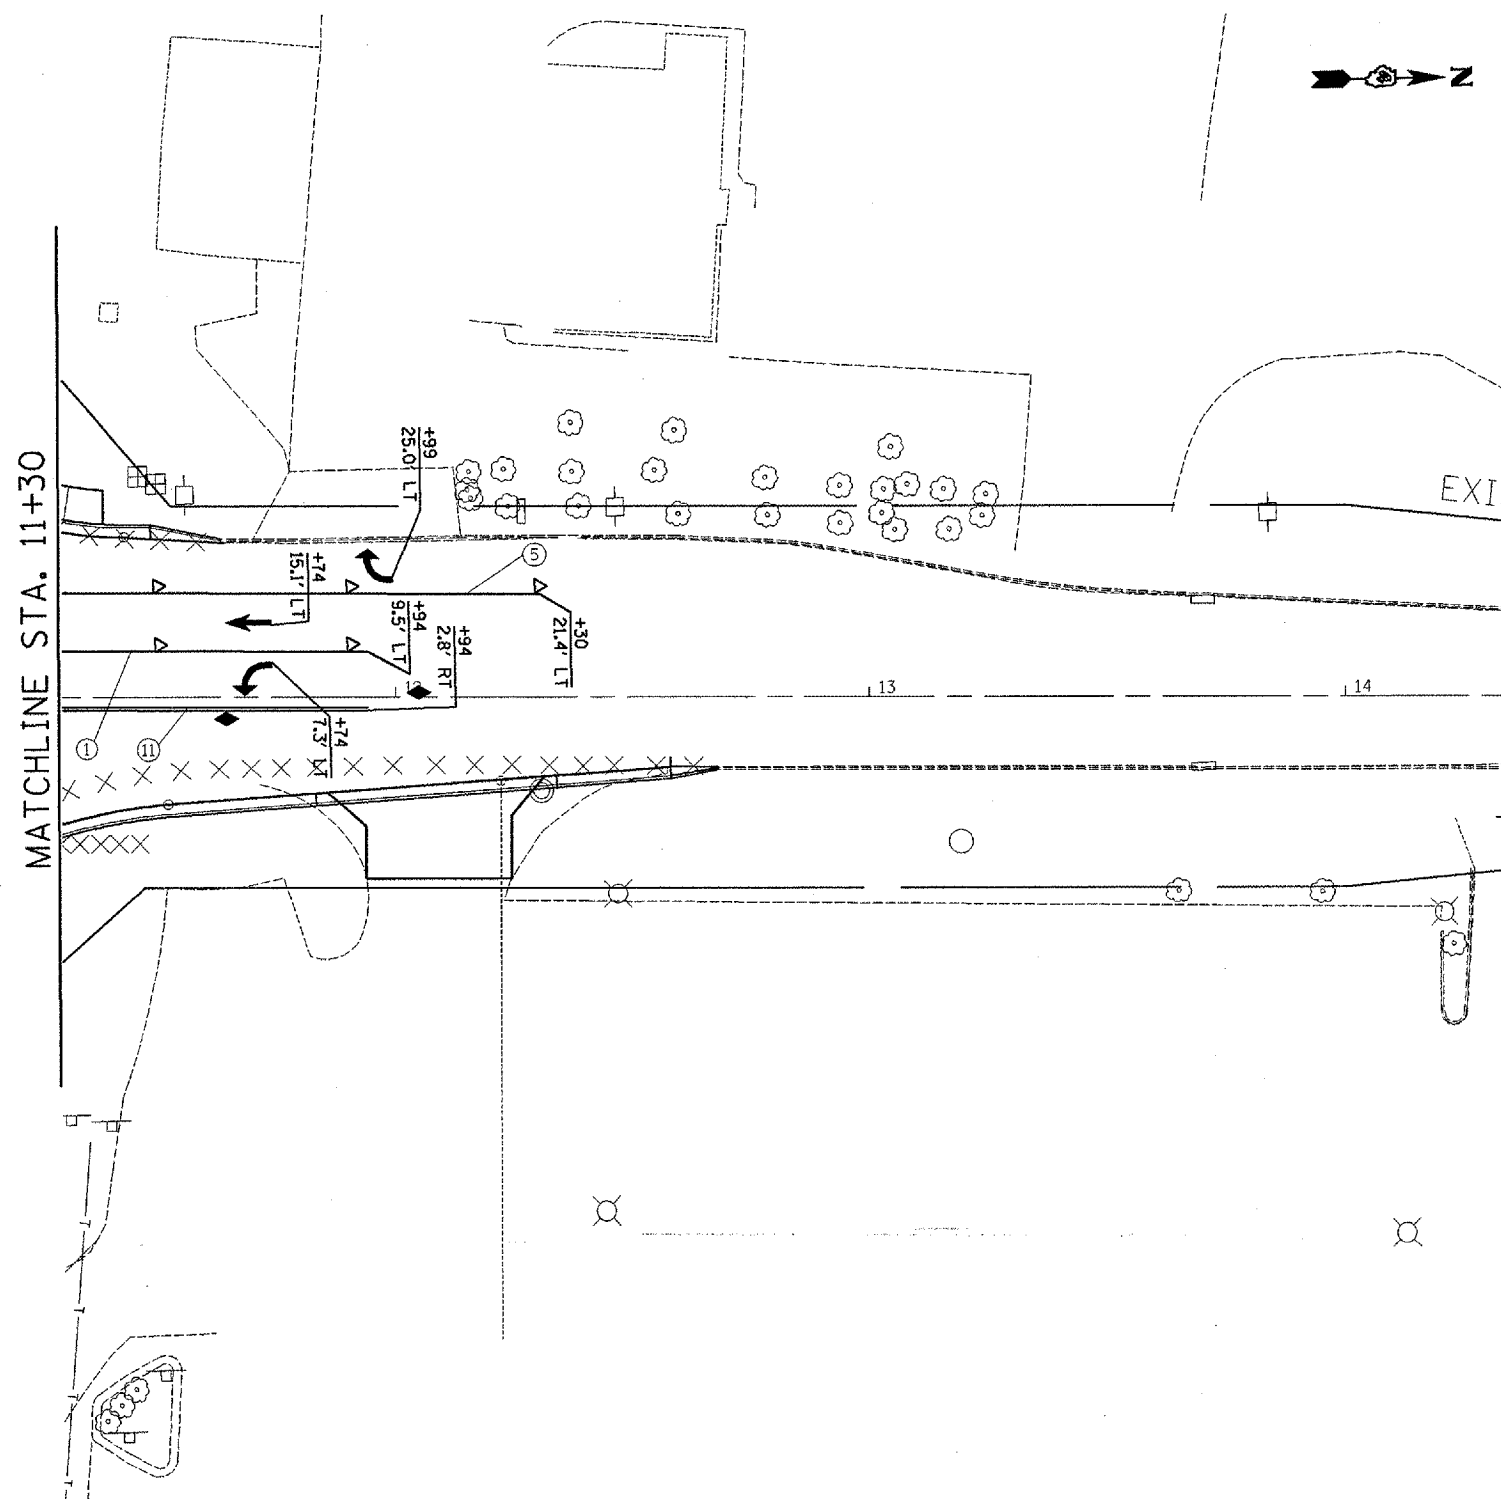 N
MATCHLINE STA. 11+30
EXI
+99
25.0' LT
+74
15.1' LT
+94
9.5' LT
+94
2.8' RT
+30
21.4' LT
5
12
13
14
1
11
+74
7.3' LT
T
T
T
T